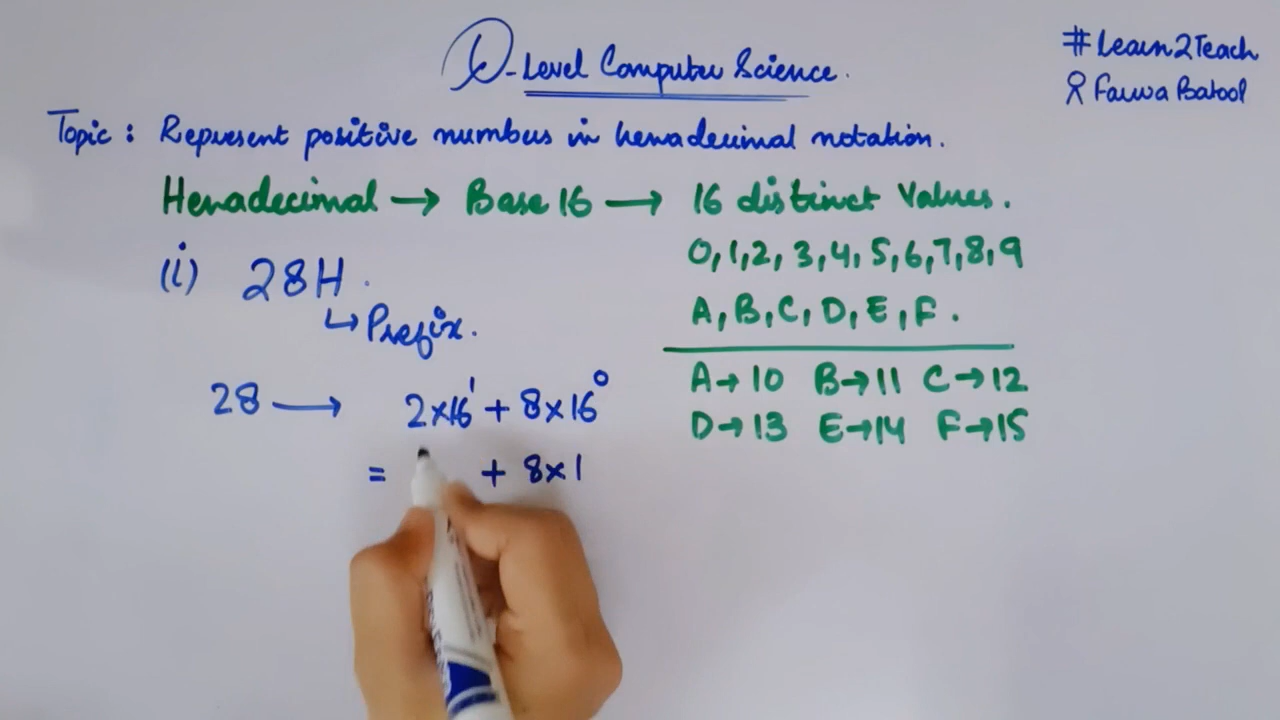 O-Level Computer Science.
#Learn2Teach
Farwa Batool
Topic: Represent positive numbers in hexadecimal notation.
Hexadecimal → Base 16 → 16 distinct values.
0,1,2,3,4,5,6,7,8,9
A,B,C,D,E,F.
A→10 B→11 C→12
D→13 E→14 F→15
(i) 28H.
↳ Prefix.
28 → 2×16¹ + 8×16⁰
= + 8×1